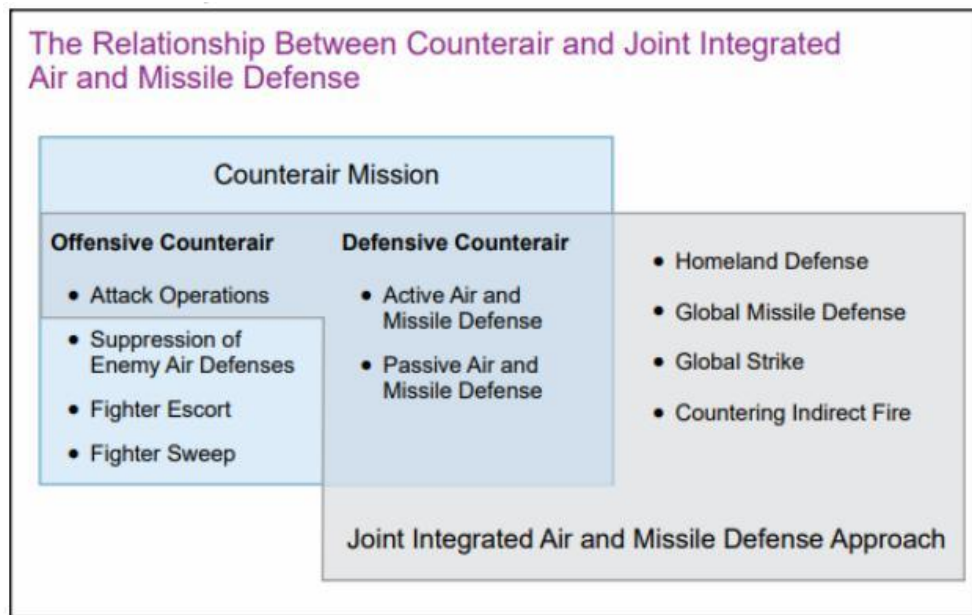 The Relationship Between Counterair and Joint Integrated
Air and Missile Defense
Counterair Mission
Offensive Counterair
• Attack Operations
• Suppression of
Enemy Air Defenses
• Fighter Escort
• Fighter Sweep
Defensive Counterair
• Active Air and
Missile Defense
• Passive Air and
Missile Defense
• Homeland Defense
• Global Missile Defense
• Global Strike
• Countering Indirect Fire
Joint Integrated Air and Missile Defense Approach